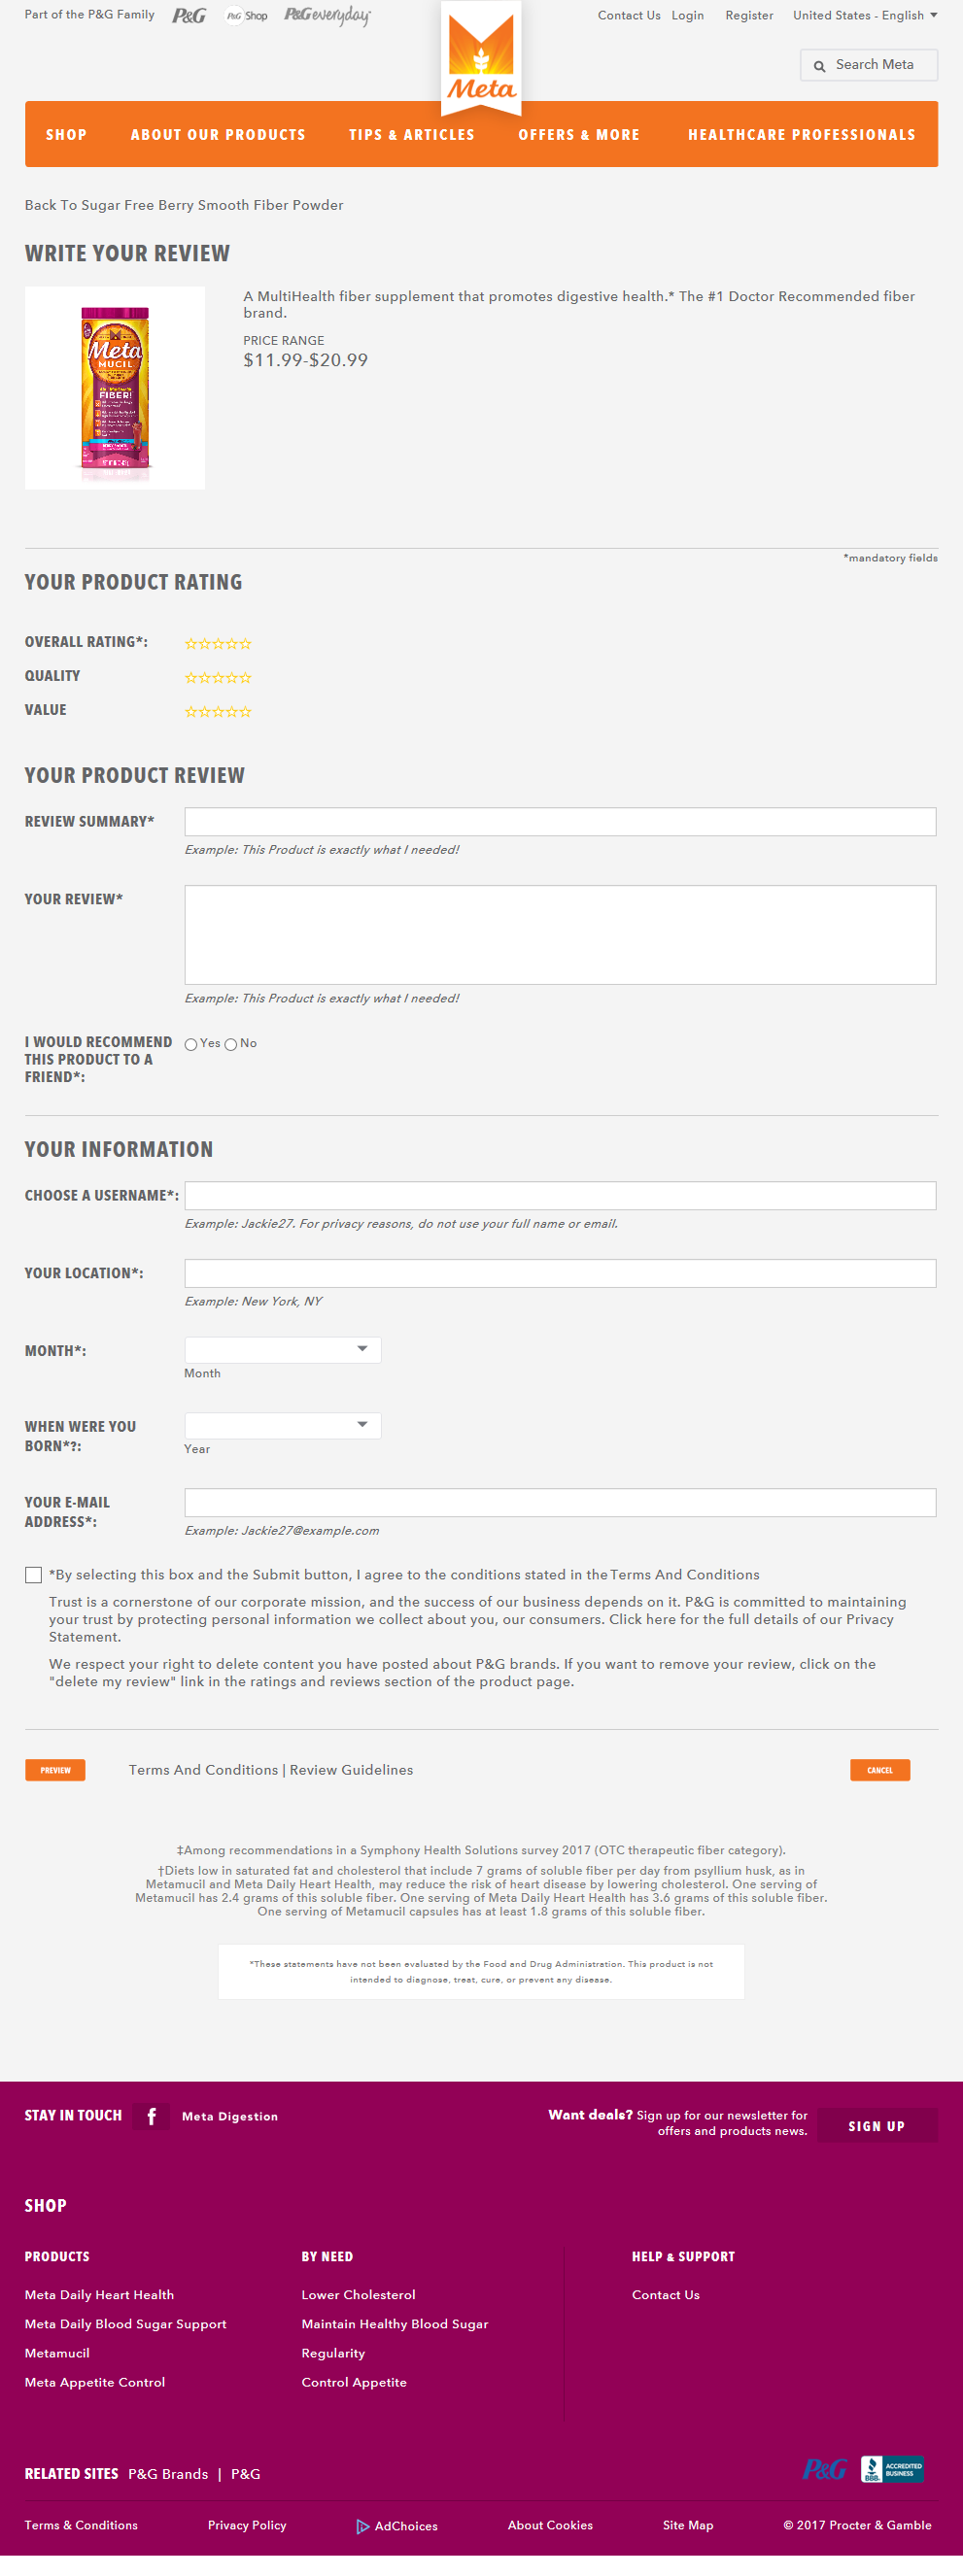 Part of the P&G Family P&G P&G Shop P&G everyday Contact Us Login Register United States - English
Meta
Search Meta
SHOP ABOUT OUR PRODUCTS TIPS & ARTICLES OFFERS & MORE HEALTHCARE PROFESSIONALS
Back To Sugar Free Berry Smooth Fiber Powder
WRITE YOUR REVIEW
Meta
MUCIL
FIBER!
A MultiHealth fiber supplement that promotes digestive health.* The #1 Doctor Recommended fiber
brand.
PRICE RANGE
$11.99-$20.99
*mandatory fields
YOUR PRODUCT RATING
OVERALL RATING*:
QUALITY
VALUE
YOUR PRODUCT REVIEW
REVIEW SUMMARY*
Example: This Product is exactly what I needed!
YOUR REVIEW*
Example: This Product is exactly what I needed!
I WOULD RECOMMEND
THIS PRODUCT TO A
FRIEND*:
Yes No
YOUR INFORMATION
CHOOSE A USERNAME*:
Example: Jackie27. For privacy reasons, do not use your full name or email.
YOUR LOCATION*:
Example: New York, NY
MONTH*:
Month
WHEN WERE YOU
BORN*?:
Year
YOUR E-MAIL
ADDRESS*:
Example: Jackie27@example.com
*By selecting this box and the Submit button, I agree to the conditions stated in the Terms And Conditions
Trust is a cornerstone of our corporate mission, and the success of our business depends on it. P&G is committed to maintaining
your trust by protecting personal information we collect about you, our consumers. Click here for the full details of our Privacy
Statement.
We respect your right to delete content you have posted about P&G brands. If you want to remove your review, click on the
"delete my review" link in the ratings and reviews section of the product page.
PREVIEW Terms And Conditions | Review Guidelines CANCEL
‡Among recommendations in a Symphony Health Solutions survey 2017 (OTC therapeutic fiber category).
†Diets low in saturated fat and cholesterol that include 7 grams of soluble fiber per day from psyllium husk, as in
Metamucil and Meta Daily Heart Health, may reduce the risk of heart disease by lowering cholesterol. One serving of
Metamucil has 2.4 grams of this soluble fiber. One serving of Meta Daily Heart Health has 3.6 grams of this soluble fiber.
One serving of Metamucil capsules has at least 1.8 grams of this soluble fiber.
*These statements have not been evaluated by the Food and Drug Administration. This product is not
intended to diagnose, treat, cure, or prevent any disease.
STAY IN TOUCH f Meta Digestion
Want deals? Sign up for our newsletter for
offers and products news.
SIGN UP
SHOP
PRODUCTS
Meta Daily Heart Health
Meta Daily Blood Sugar Support
Metamucil
Meta Appetite Control
BY NEED
Lower Cholesterol
Maintain Healthy Blood Sugar
Regularity
Control Appetite
HELP & SUPPORT
Contact Us
RELATED SITES P&G Brands | P&G
P&G
BBB.
ACCREDITED
BUSINESS
Terms & Conditions Privacy Policy AdChoices About Cookies Site Map © 2017 Procter & Gamble